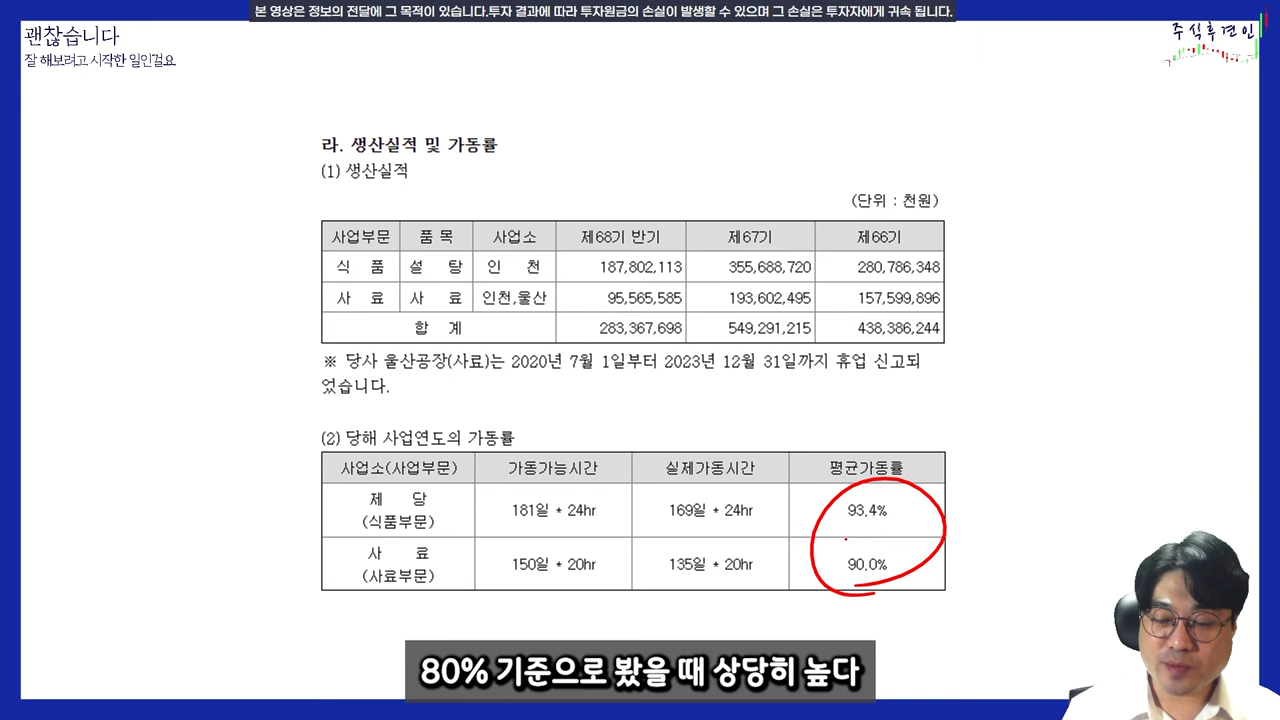 본 영상은 정보의 전달에 그 목적이 있습니다.투자 결과에 따라 투자원금의 손실이 발생할 수 있으며 그 손실은 투자자에게 귀속 됩니다.
괜찮습니다
잘 해보려고 시작한 일인걸요
주식후견인
라. 생산실적 및 가동률
(1) 생산실적
(단위 : 천원)
사업부문 품 목 사업소 제68기 반기 제67기 제66기
식 품 설 탕 인 천 187,802,113 355,688,720 280,786,348
사 료 사 료 인천,울산 95,565,585 193,602,495 157,599,896
합 계 283,367,698 549,291,215 438,386,244
※ 당사 울산공장(사료)는 2020년 7월 1일부터 2023년 12월 31일까지 휴업 신고되
었습니다.
(2) 당해 사업연도의 가동률
사업소(사업부문) 가동가능시간 실제가동시간 평균가동률
제 당
(식품부문) 181일 * 24hr 169일 * 24hr 93.4%
사 료
(사료부문) 150일 * 20hr 135일 * 20hr 90.0%
80% 기준으로 봤을 때 상당히 높다